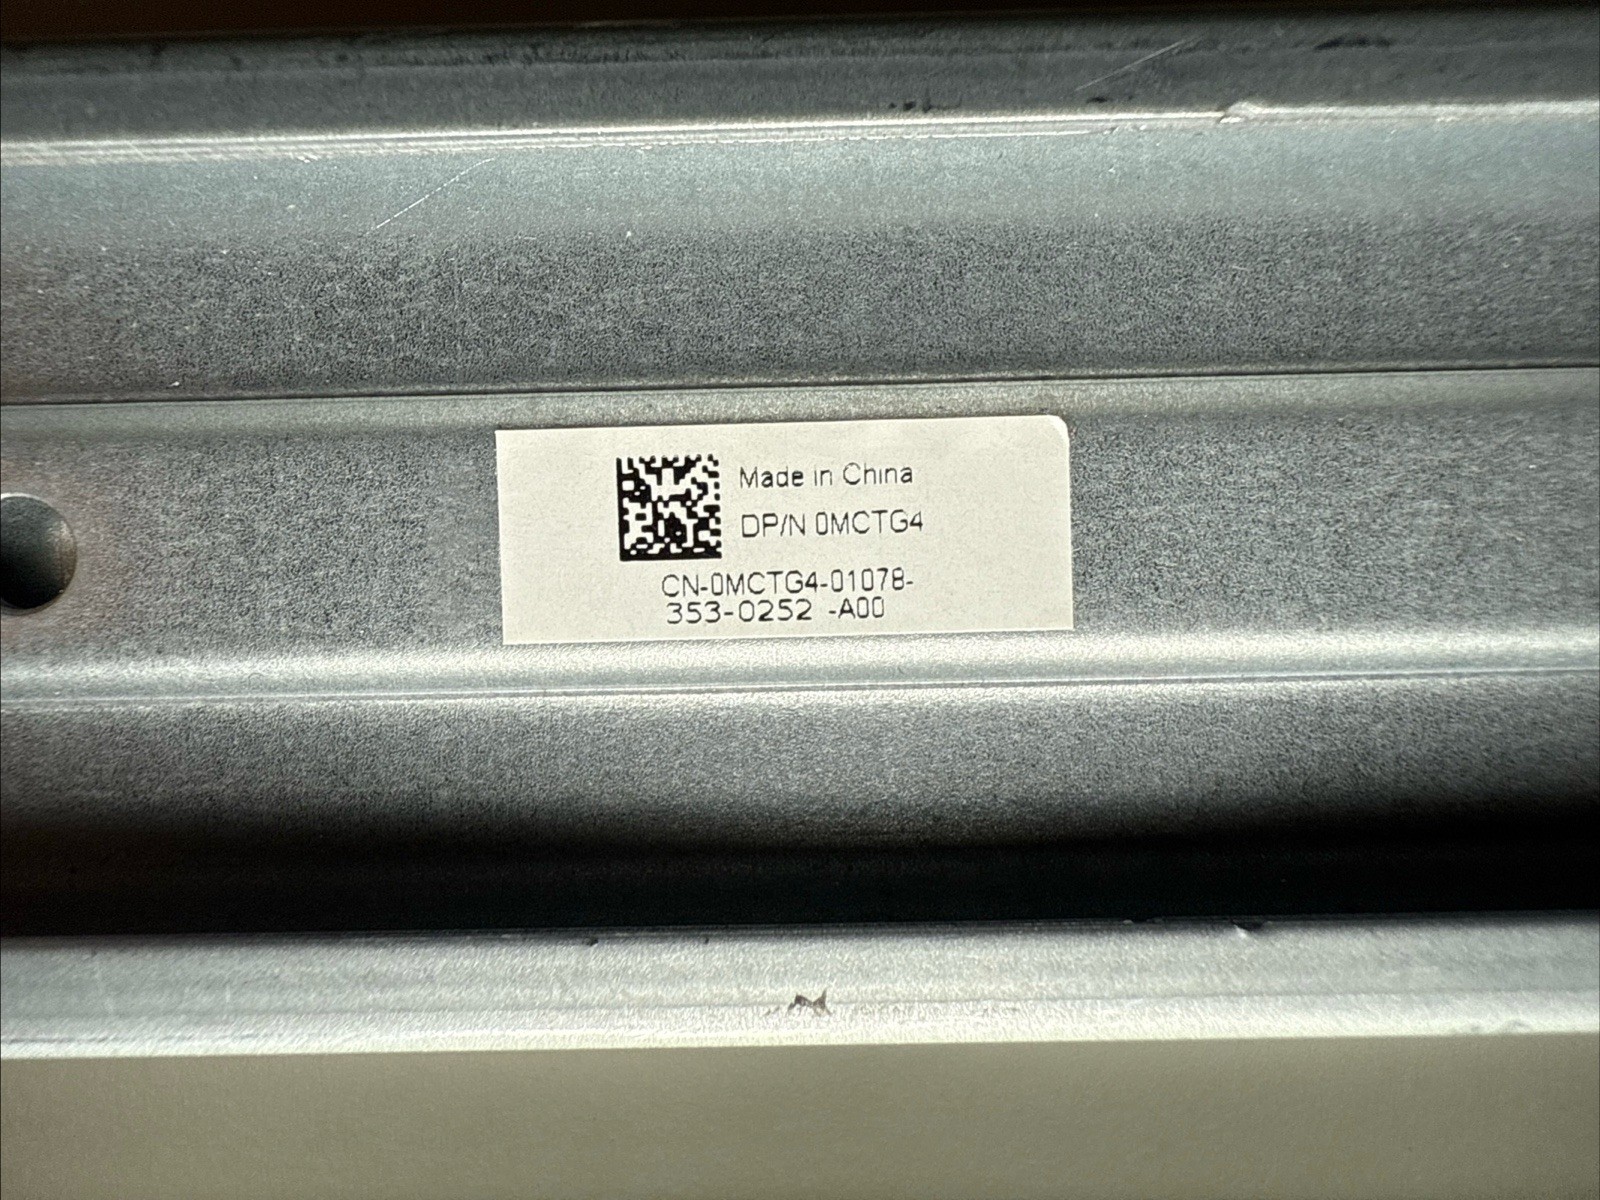 Made in China
DP/N 0MCTG4
CN-0MCTG4-01078-
353-0252 -A00